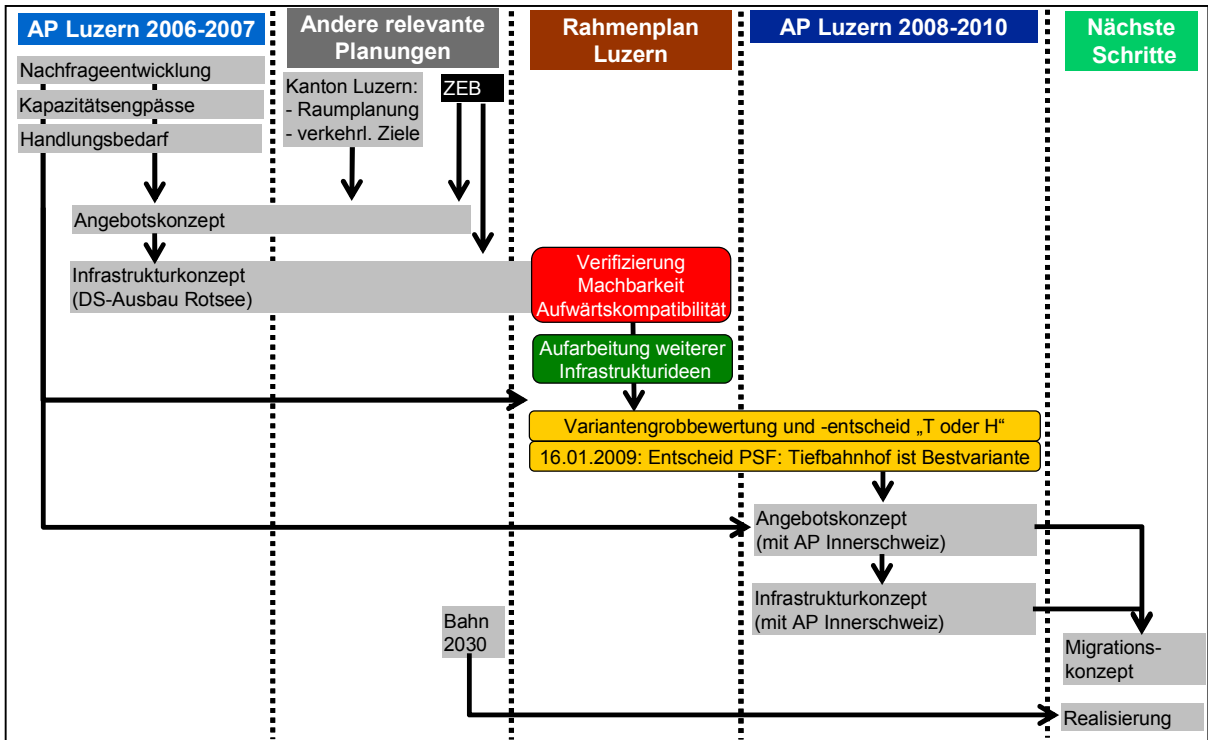 AP Luzern 2006-2007
Andere relevante
Planungen
Rahmenplan
Luzern
AP Luzern 2008-2010
Nächste
Schritte
Nachfrageentwicklung
Kapazitätsengpässe
Handlungsbedarf
Kanton Luzern:
- Raumplanung
- verkehrl. Ziele
ZEB
Angebotskonzept
Infrastrukturkonzept
(DS-Ausbau Rotsee)
Verifizierung
Machbarkeit
Aufwärtskompatibilität
Aufarbeitung weiterer
Infrastrukturideen
Variantengrobbewertung und -entscheid „T oder H“
16.01.2009: Entscheid PSF: Tiefbahnhof ist Bestvariante
Angebotskonzept
(mit AP Innerschweiz)
Infrastrukturkonzept
(mit AP Innerschweiz)
Bahn
2030
Migrations-
konzept
Realisierung